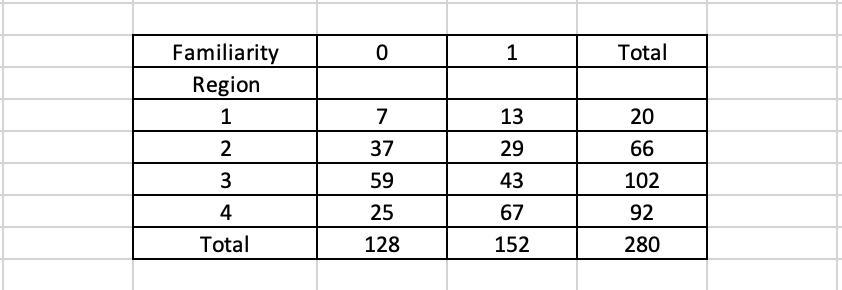 Familiarity 0 1 Total
Region
1 7 13 20
2 37 29 66
3 59 43 102
4 25 67 92
Total 128 152 280